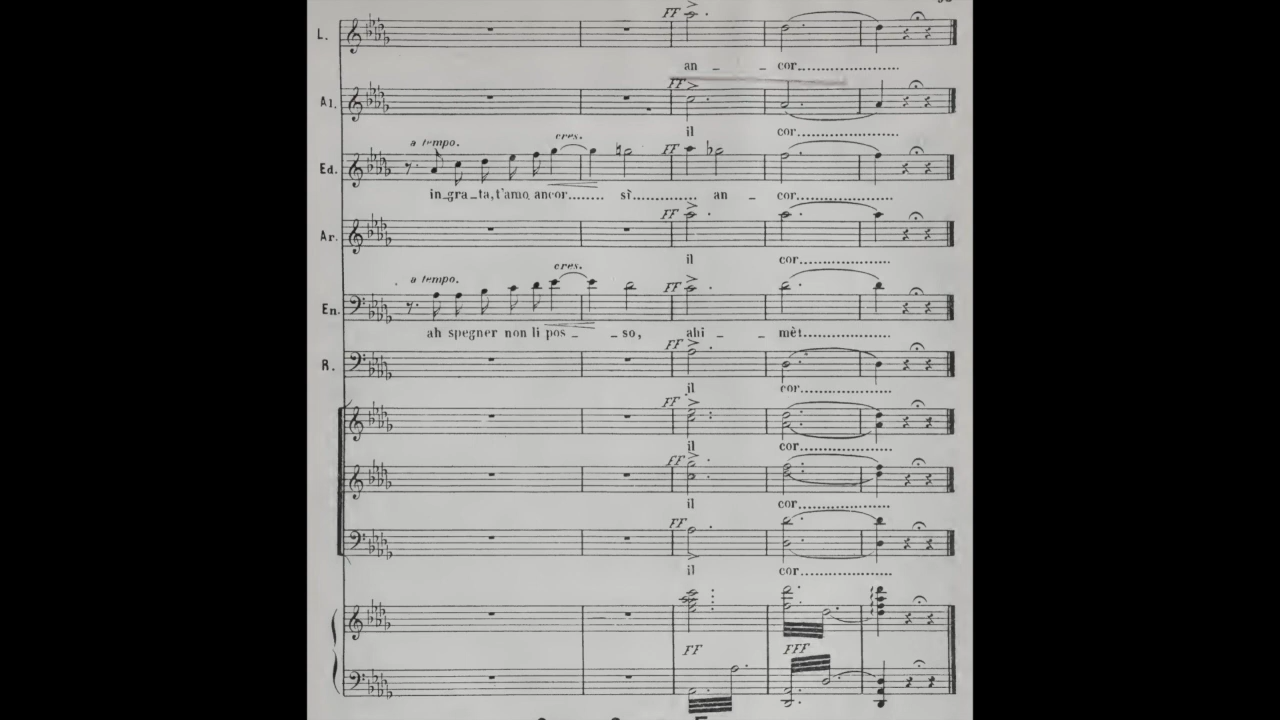 FF
L.
an _ _ cor
FF
Al.
il cor
a tempo. cres.
FF
Ed.
in_gra_ta, t'amo ancor sì an _ cor
FF
Ar.
il cor
a tempo. cres.
FF
En.
ah spegner non li pos _ _ so, ahi _ _ mè!
FF
R.
il cor
FF
il cor
FF
il cor
FF
il cor
FF FFF